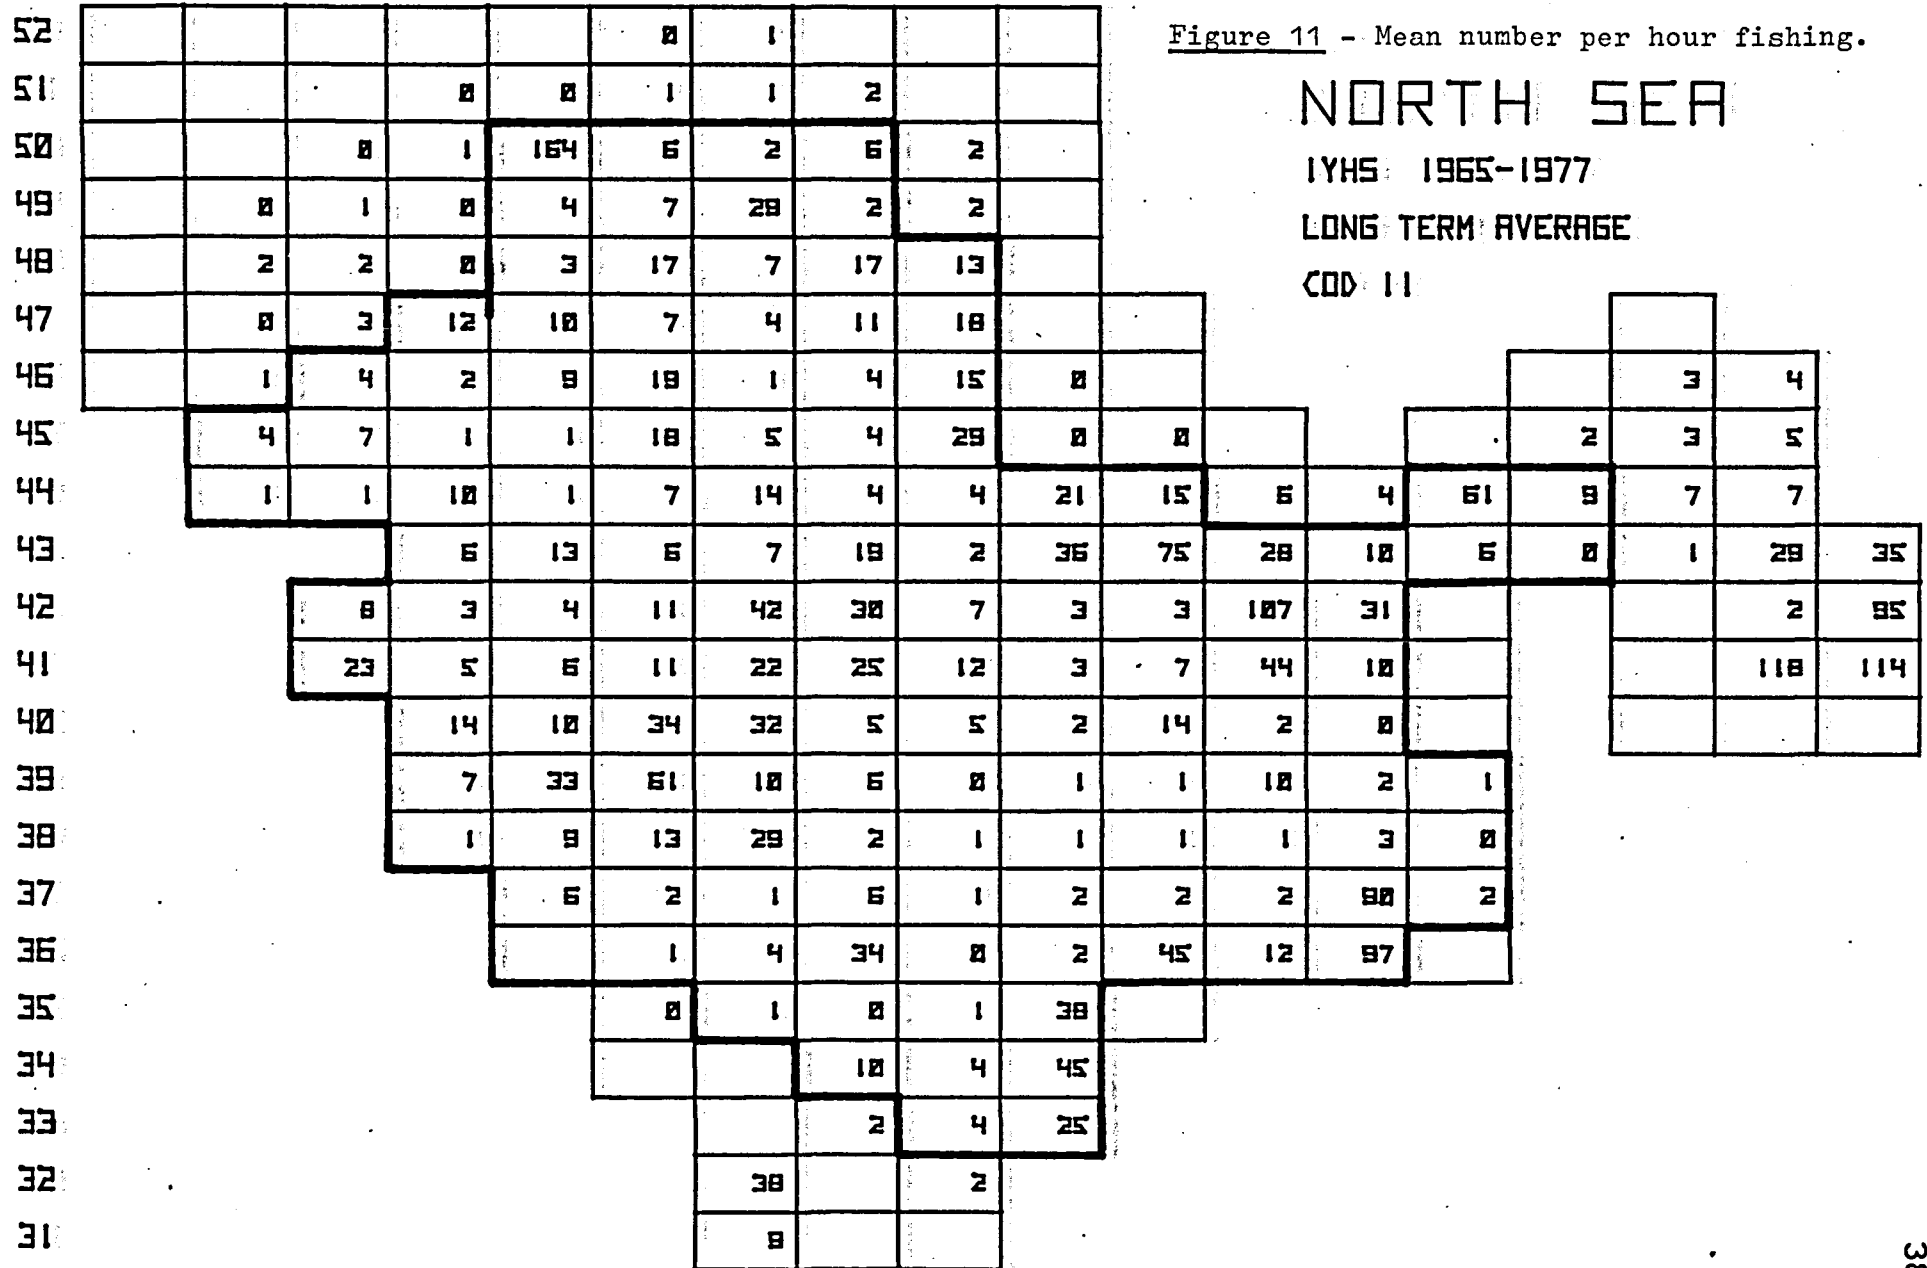 Figure 11 - Mean number per hour fishing.
NORTH SEA
IYHS 1965-1977
LONG TERM AVERAGE
COD 11
52 0 1
51 0 0 1 1 2
50 0 1 164 6 2 6 2
49 0 1 0 4 7 29 2 2
48 2 2 0 3 17 7 17 13
47 0 3 12 10 7 4 11 18
46 1 4 2 9 19 1 4 15 0 3 4
45 4 7 1 1 18 5 4 29 0 0 2 3 5
44 1 1 10 1 7 14 4 4 21 15 6 4 61 9 7 7
43 6 13 6 7 19 2 36 75 28 10 6 0 1 29 35
42 8 3 4 11 42 30 7 3 3 107 31 2 95
41 23 5 6 11 22 25 12 3 7 44 10 118 114
40 14 10 34 32 5 5 2 14 2 0
39 7 33 61 10 6 0 1 1 10 2 1
38 1 9 13 29 2 1 1 1 1 3 0
37 6 2 1 6 1 2 2 2 90 2
36 1 4 34 0 2 45 12 97
35 0 1 0 1 38
34 10 4 45
33 2 4 25
32 38 2
31 8